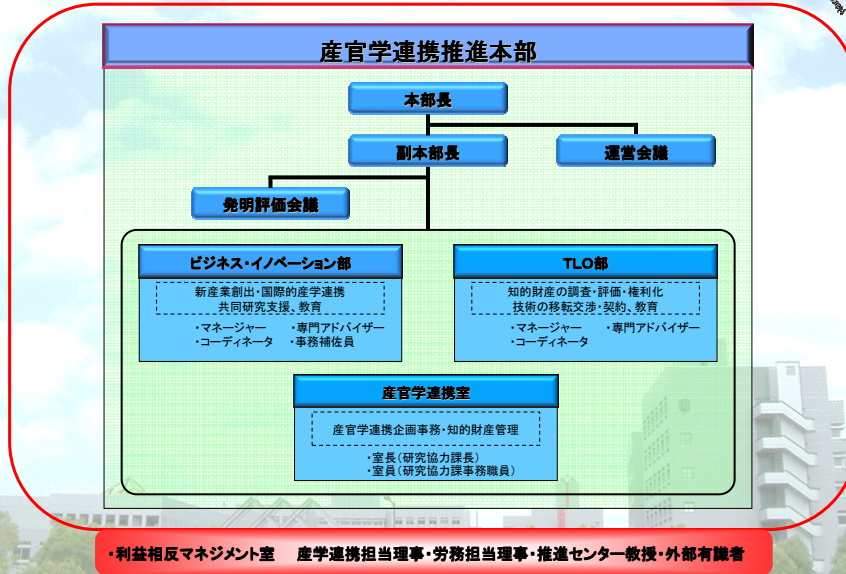 産官学連携推進本部
本部長
副本部長
運営会議
発明評価会議
ビジネス・イノベーション部
新産業創出・国際的産学連携
共同研究支援、教育
・マネージャー ・専門アドバイザー
・コーディネータ ・事務補佐員
TLO部
知的財産の調査・評価・権利化
技術の移転交渉・契約、教育
・マネージャー ・専門アドバイザー
・コーディネータ
産官学連携室
産官学連携企画事務・知的財産管理
・室長(研究協力課長)
・室員(研究協力課事務職員)
・利益相反マネジメント室 産学連携担当理事・労務担当理事・推進センター教授・外部有識者